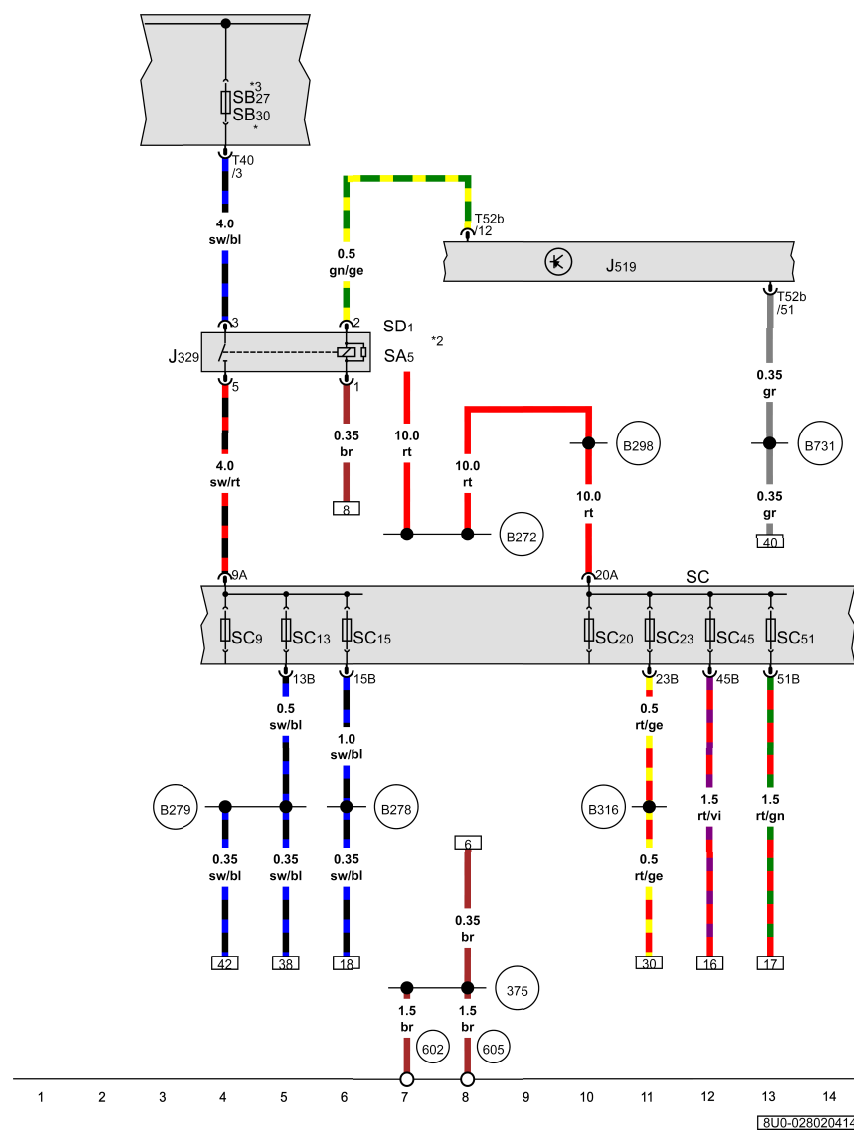 *3
SB27
SB30
*
T40
/3
4.0
sw/bl
0.5
gn/ge
T52b
/12
J519
T52b
/51
3
2
SD1
*2
J329
SA5
5
1
0.35
br
10.0
rt
10.0
rt
B298
0.35
gr
B731
4.0
sw/rt
10.0
rt
0.35
gr
8
B272
40
9A
20A
SC
SC9
SC13
SC15
SC20
SC23
SC45
SC51
13B
15B
23B
45B
51B
0.5
sw/bl
1.0
sw/bl
0.5
rt/ge
B279
B278
B316
1.5
rt/vi
1.5
rt/gn
6
0.35
sw/bl
0.35
sw/bl
0.35
sw/bl
0.5
rt/ge
0.35
br
42
38
18
30
16
17
375
1.5
br
1.5
br
602
605
1 2 3 4 5 6 7 8 9 10 11 12 13 14
8U0-028020414